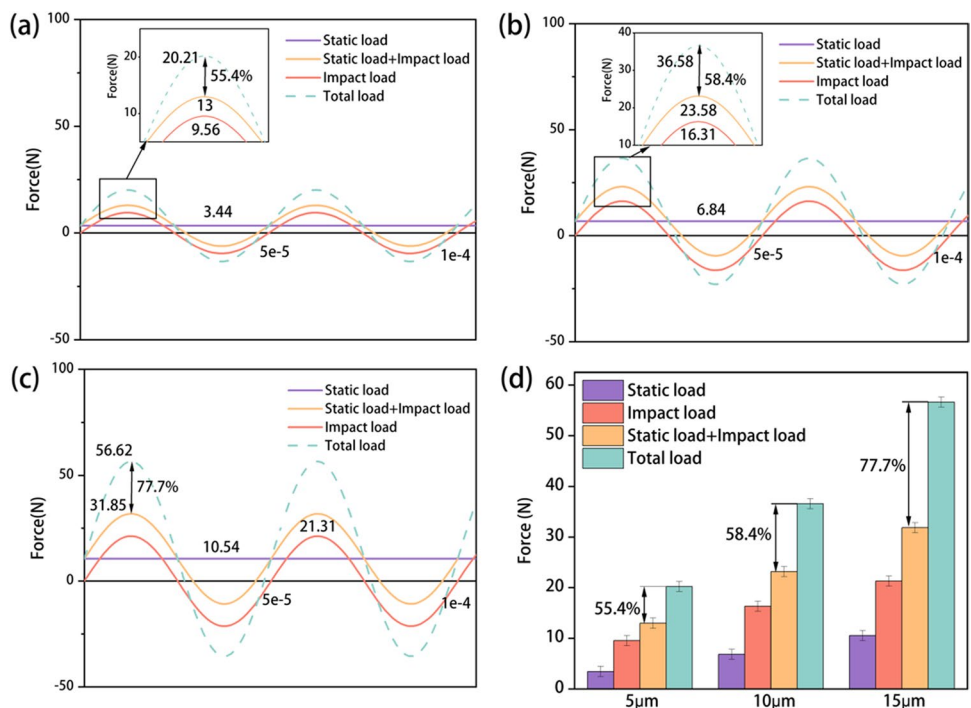 (a)
100
50
0
-50
Force(N)
Static load
Static load+Impact load
Impact load
Total load
20
10
Force(N)
20.21
55.4%
13
9.56
3.44
5e-5
1e-4
(b)
100
50
0
-50
Force(N)
Static load
Static load+Impact load
Impact load
Total load
40
30
20
10
Force(N)
36.58
58.4%
23.58
16.31
6.84
5e-5
1e-4
(c)
100
50
0
-50
Force(N)
Static load
Static load+Impact load
Impact load
Total load
56.62
77.7%
31.85
21.31
10.54
5e-5
1e-4
(d)
60
50
40
30
20
10
0
Force (N)
Static load
Impact load
Static load+Impact load
Total load
55.4%
58.4%
77.7%
5μm
10μm
15μm